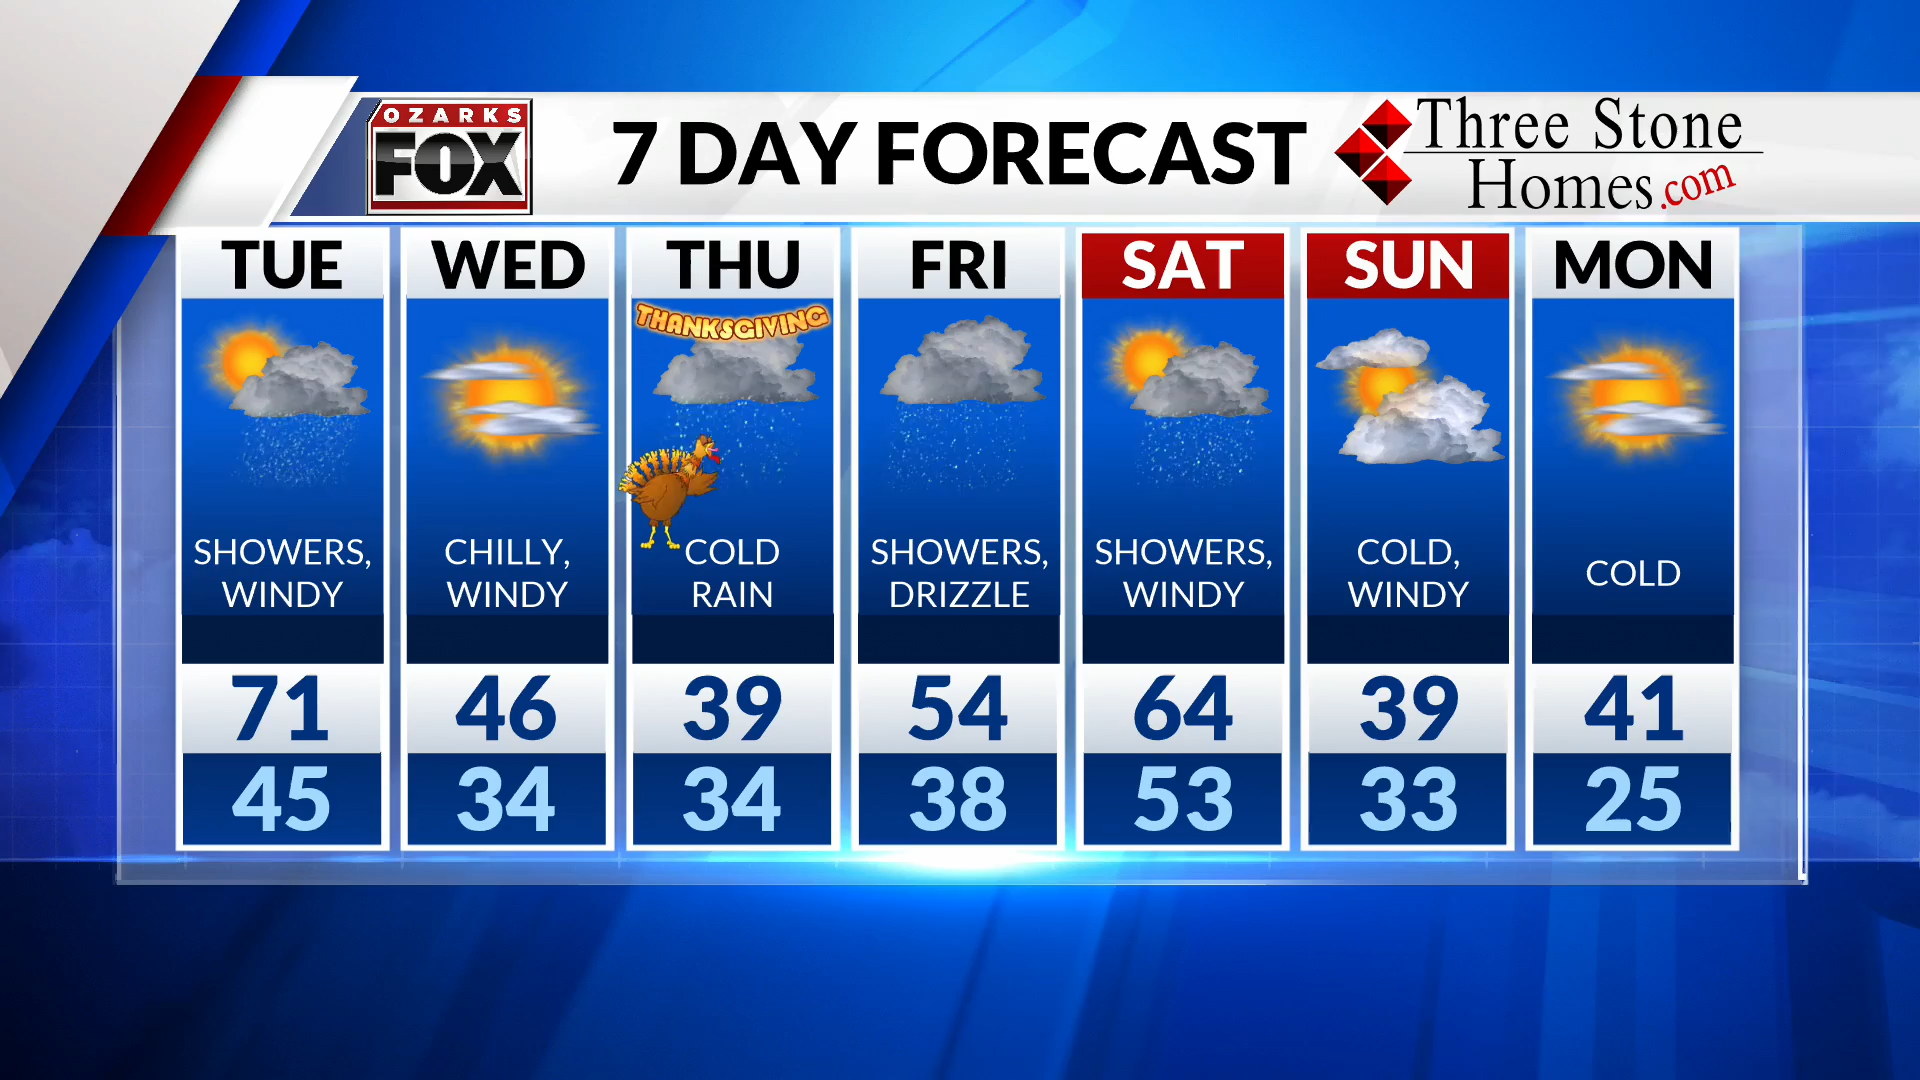 OZARKS
FOX
7 DAY FORECAST
Three Stone
Homes.com
TUE
WED
THU
FRI
SAT
SUN
MON
THANKSGIVING
SHOWERS,
WINDY
CHILLY,
WINDY
COLD
RAIN
SHOWERS,
DRIZZLE
SHOWERS,
WINDY
COLD,
WINDY
COLD
71
46
39
54
64
39
41
45
34
34
38
53
33
25